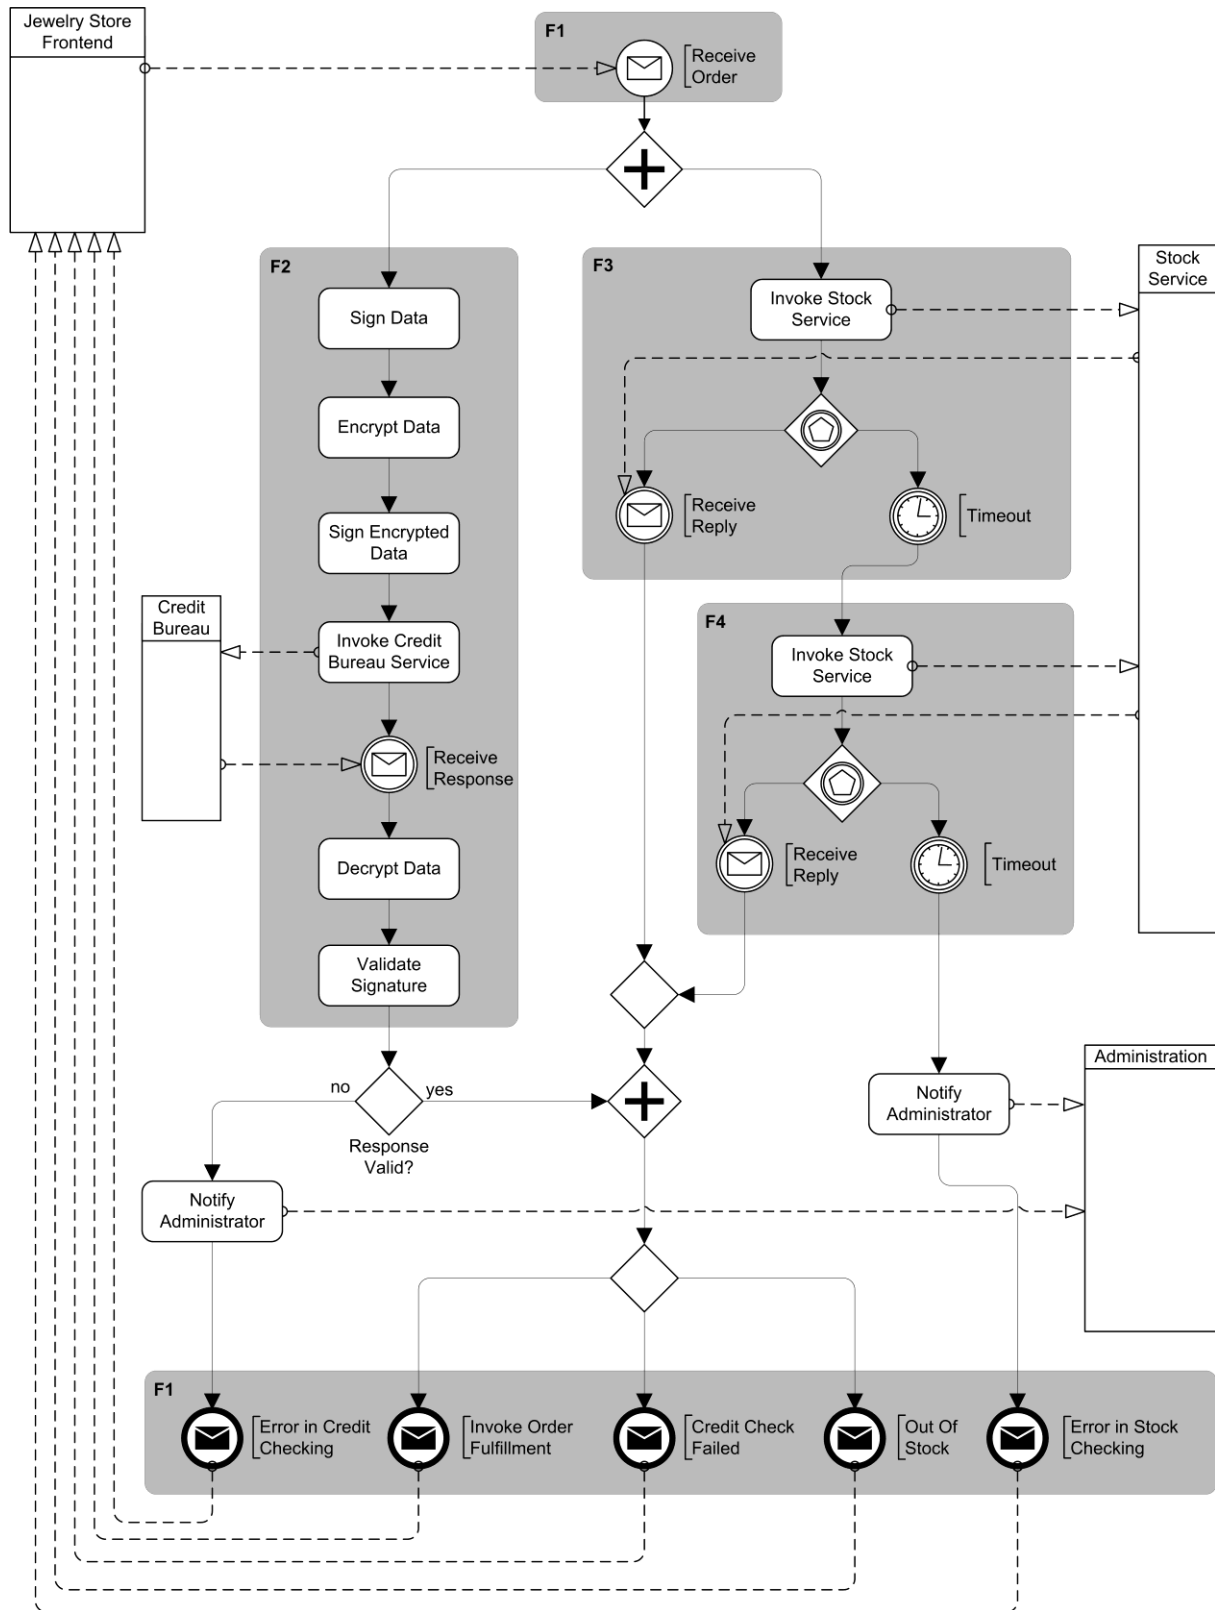 Jewelry Store
Frontend
F1
Receive
Order
F2
F3
Stock
Service
Sign Data
Invoke Stock
Service
Encrypt Data
Receive
Reply
Timeout
Sign Encrypted
Data
Credit
Bureau
F4
Invoke Credit
Bureau Service
Invoke Stock
Service
Receive
Response
Decrypt Data
Receive
Reply
Timeout
Validate
Signature
Administration
no
yes
Notify
Administrator
Response
Valid?
Notify
Administrator
F1
Error in Credit
Checking
Invoke Order
Fulfillment
Credit Check
Failed
Out Of
Stock
Error in Stock
Checking